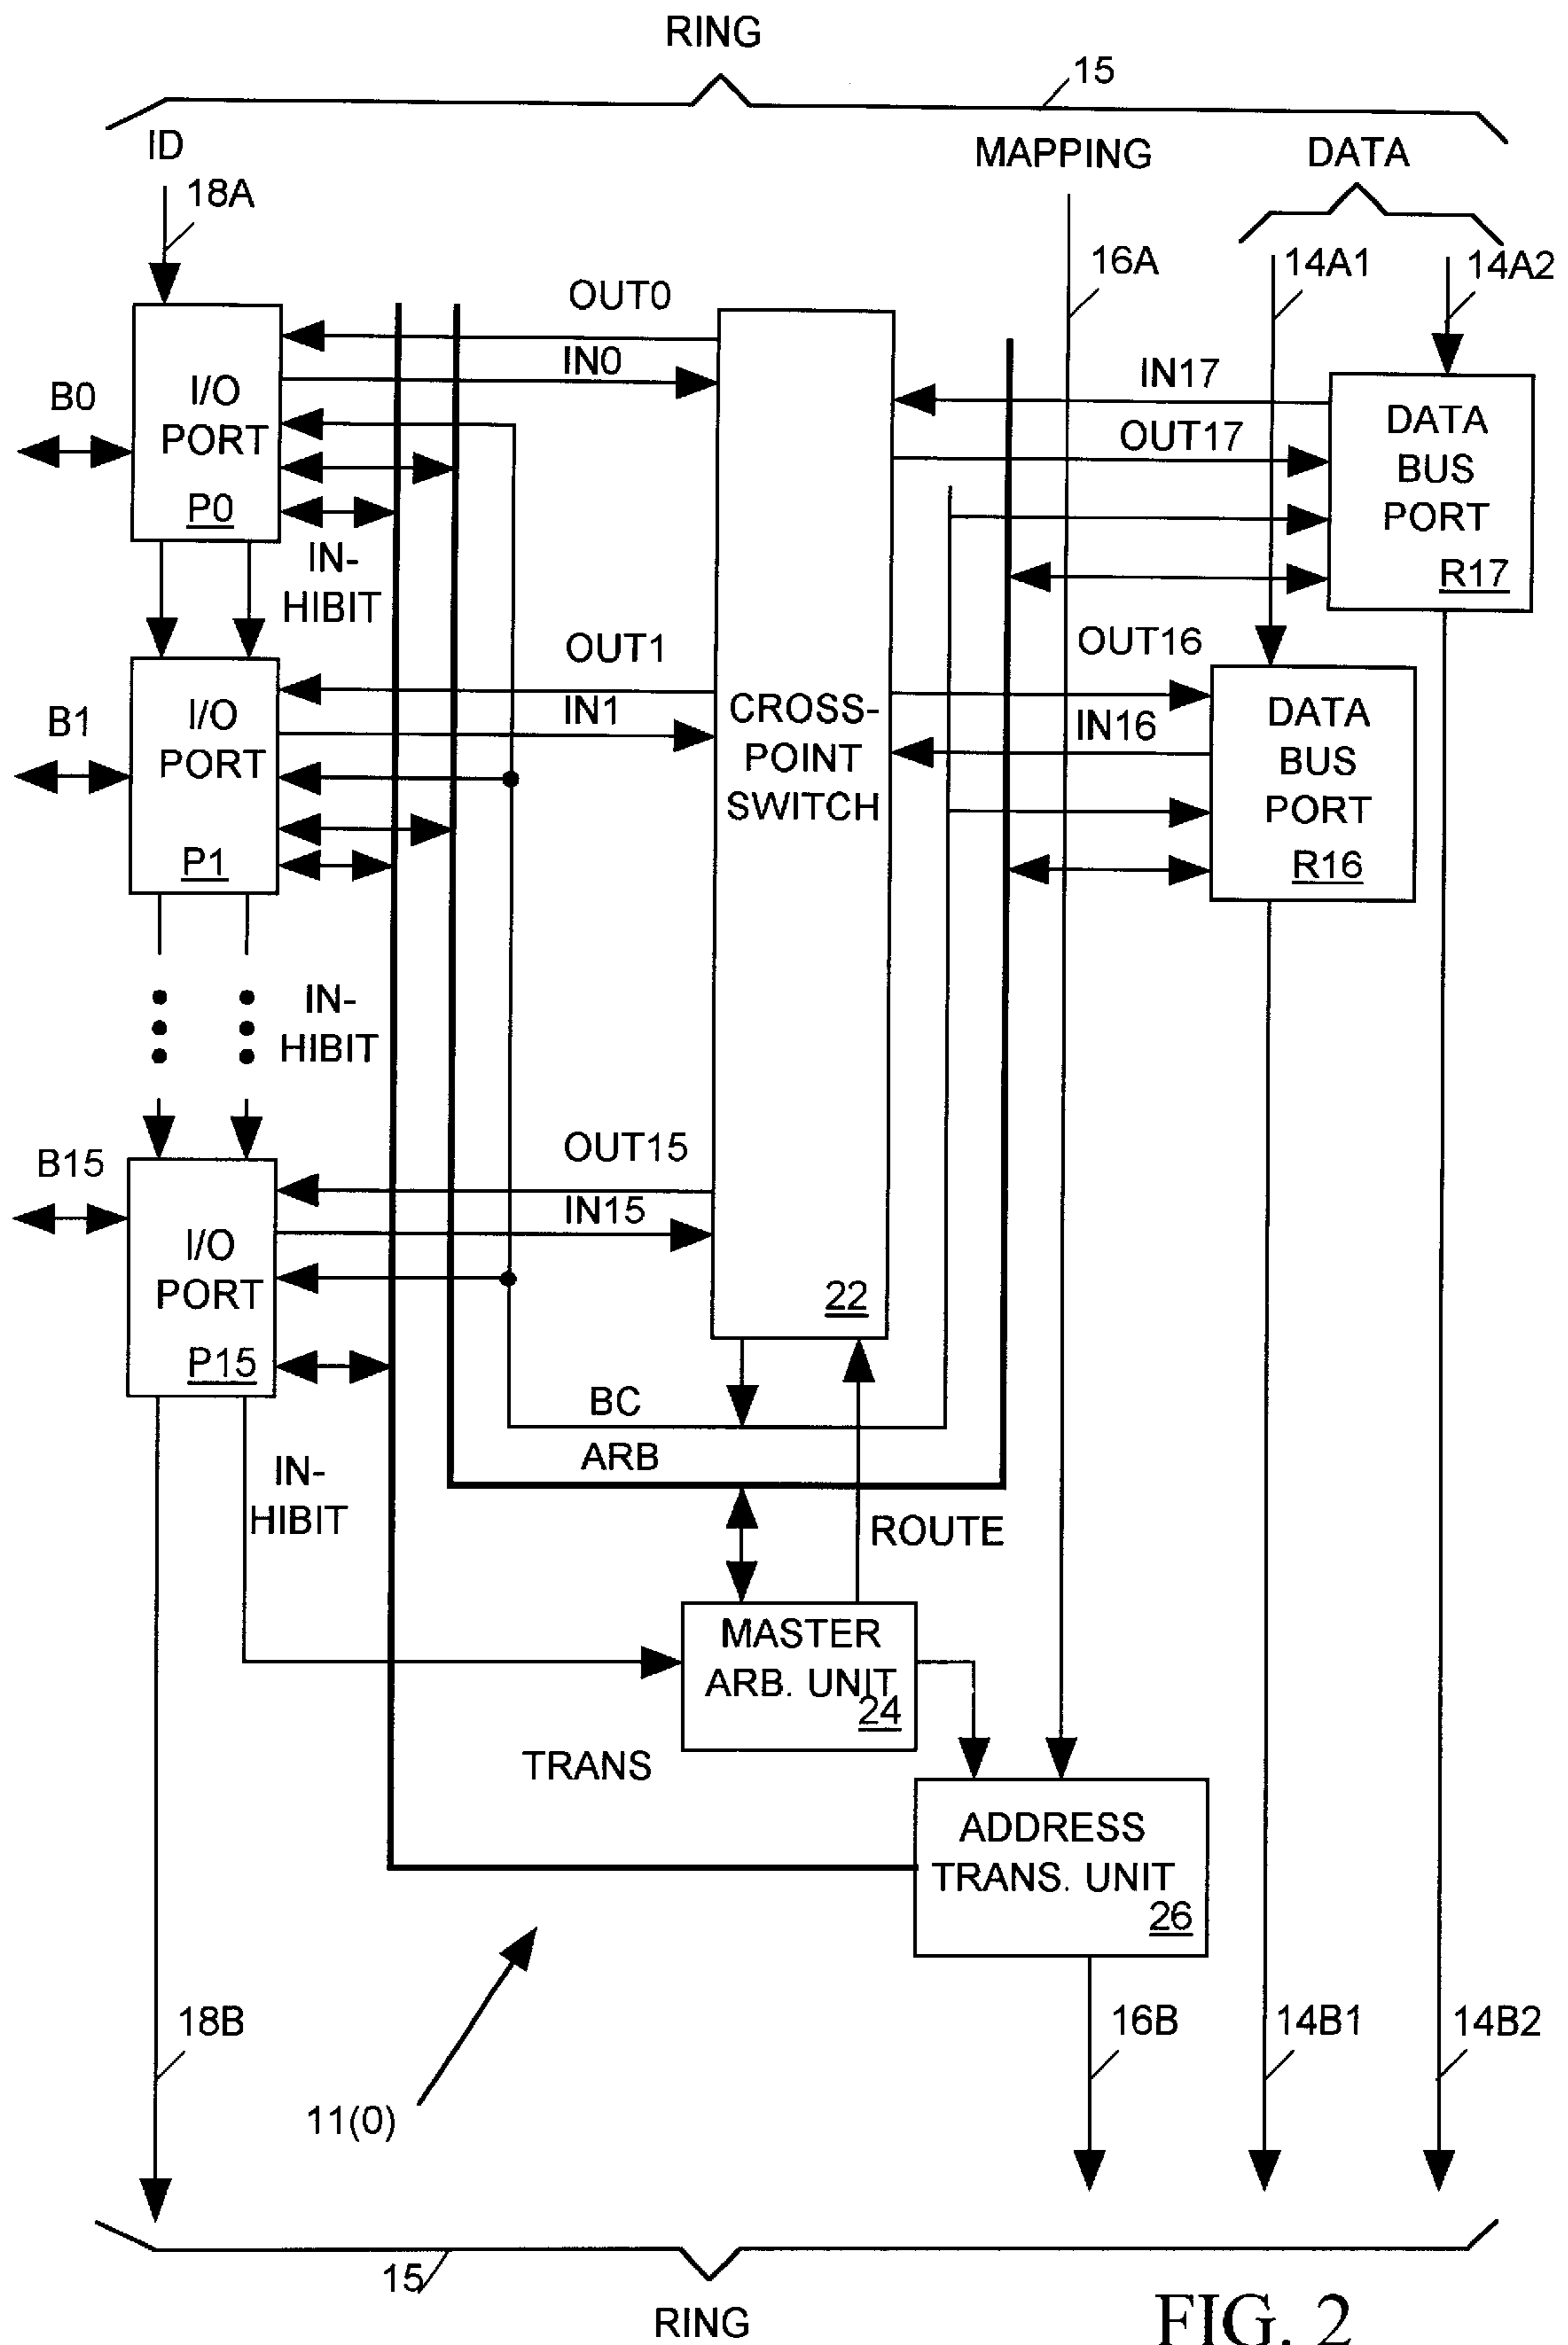 RING
15
ID
MAPPING
DATA
18A
16A
14A1
14A2
OUT0
IN0
B0
I/O
PORT
P0
IN-
HIBIT
IN17
OUT17
DATA
BUS
PORT
R17
OUT1
IN1
B1
I/O
PORT
P1
CROSS-
POINT
SWITCH
OUT16
IN16
DATA
BUS
PORT
R16
IN-
HIBIT
OUT15
IN15
B15
I/O
PORT
P15
22
BC
ARB
IN-
HIBIT
ROUTE
MASTER
ARB. UNIT
24
TRANS
ADDRESS
TRANS. UNIT
26
18B
16B
14B1
14B2
11(0)
15
RING
FIG. 2